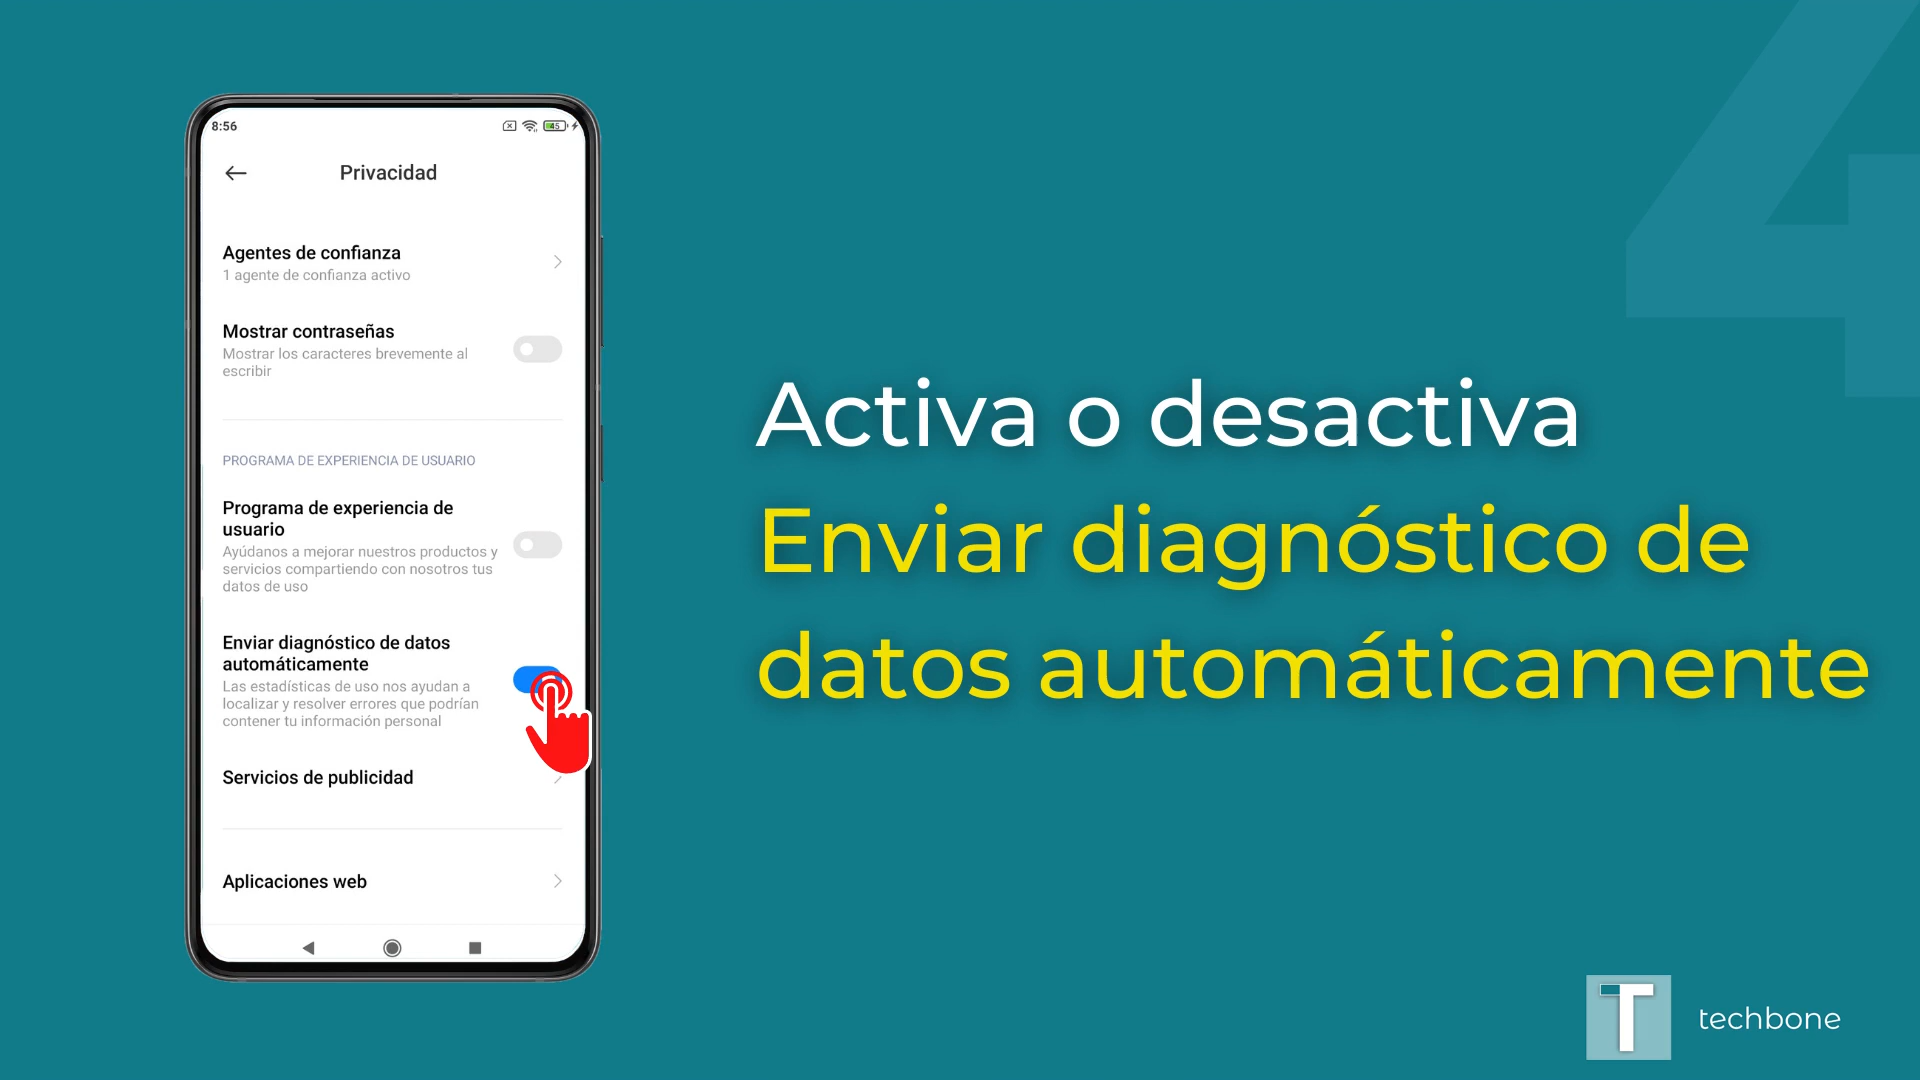 4
8:56
45
Privacidad
Agentes de confianza
1 agente de confianza activo
Mostrar contraseñas
Mostrar los caracteres brevemente al
escribir
PROGRAMA DE EXPERIENCIA DE USUARIO
Programa de experiencia de
usuario
Ayúdanos a mejorar nuestros productos y
servicios compartiendo con nosotros tus
datos de uso
Enviar diagnóstico de datos
automáticamente
Las estadísticas de uso nos ayudan a
localizar y resolver errores que podrían
contener tu información personal
Servicios de publicidad
Aplicaciones web
Activa o desactiva
Enviar diagnóstico de
datos automáticamente
T
techbone